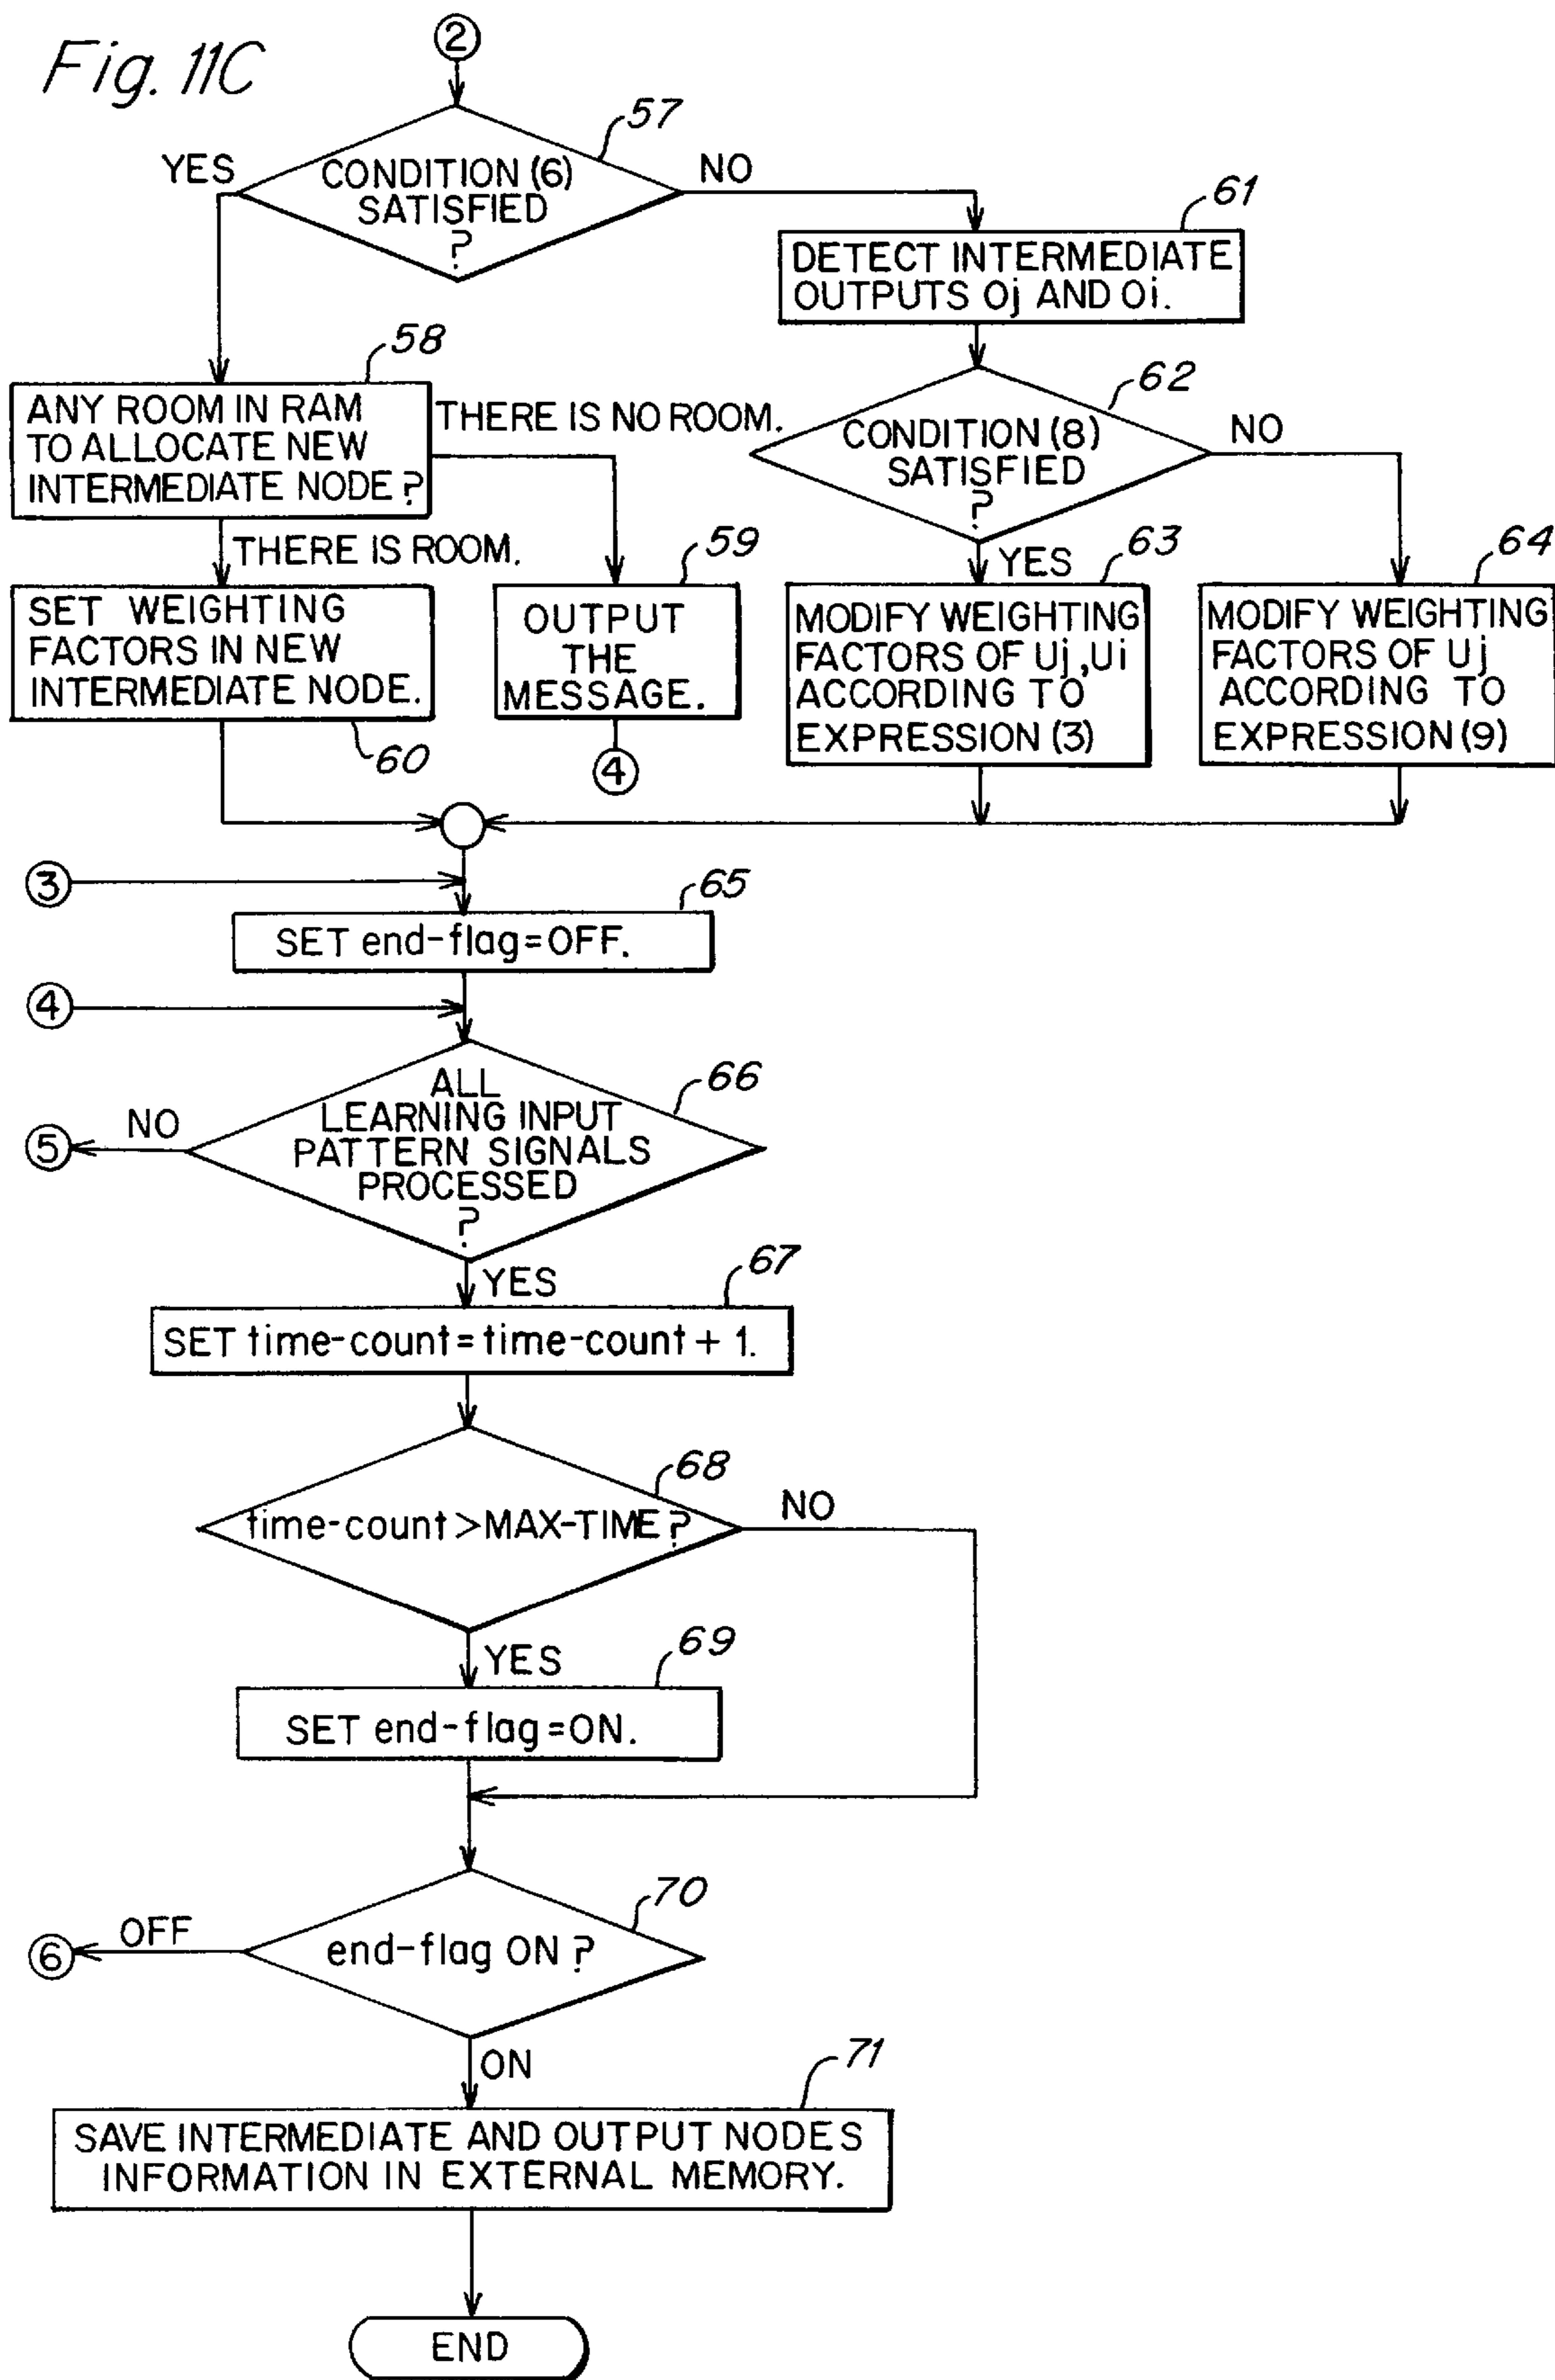 Fig. 11C
2
57
YES
CONDITION (6)
SATISFIED
?
NO
61
DETECT INTERMEDIATE
OUTPUTS Oj AND Oi.
58
ANY ROOM IN RAM
TO ALLOCATE NEW
INTERMEDIATE NODE?
THERE IS NO ROOM.
62
CONDITION (8)
SATISFIED
?
NO
THERE IS ROOM.
59
YES
63
64
SET WEIGHTING
FACTORS IN NEW
INTERMEDIATE NODE.
60
OUTPUT
THE
MESSAGE.
4
MODIFY WEIGHTING
FACTORS OF Uj,Ui
ACCORDING TO
EXPRESSION (3)
MODIFY WEIGHTING
FACTORS OF Uj
ACCORDING TO
EXPRESSION (9)
3
65
SET end-flag=OFF.
4
66
ALL
LEARNING INPUT
PATTERN SIGNALS
PROCESSED
?
NO
5
YES
67
SET time-count=time-count + 1.
68
time-count>MAX-TIME?
NO
YES
69
SET end-flag=ON.
70
end-flag ON?
OFF
6
ON
71
SAVE INTERMEDIATE AND OUTPUT NODES
INFORMATION IN EXTERNAL MEMORY.
END